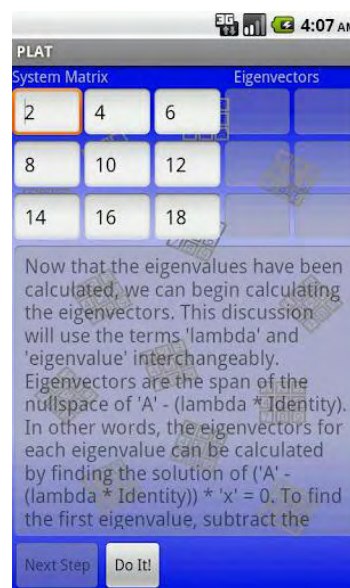 3G 4:07 AM
PLAT
System Matrix Eigenvectors
2 4 6
8 10 12
14 16 18
Now that the eigenvalues have been
calculated, we can begin calculating
the eigenvectors. This discussion
will use the terms 'lambda' and
'eigenvalue' interchangeably.
Eigenvectors are the span of the
nullspace of 'A' - (lambda * Identity).
In other words, the eigenvectors for
each eigenvalue can be calculated
by finding the solution of ('A' -
(lambda * Identity)) * 'x' = 0. To find
the first eigenvalue, subtract the
Next Step Do It!